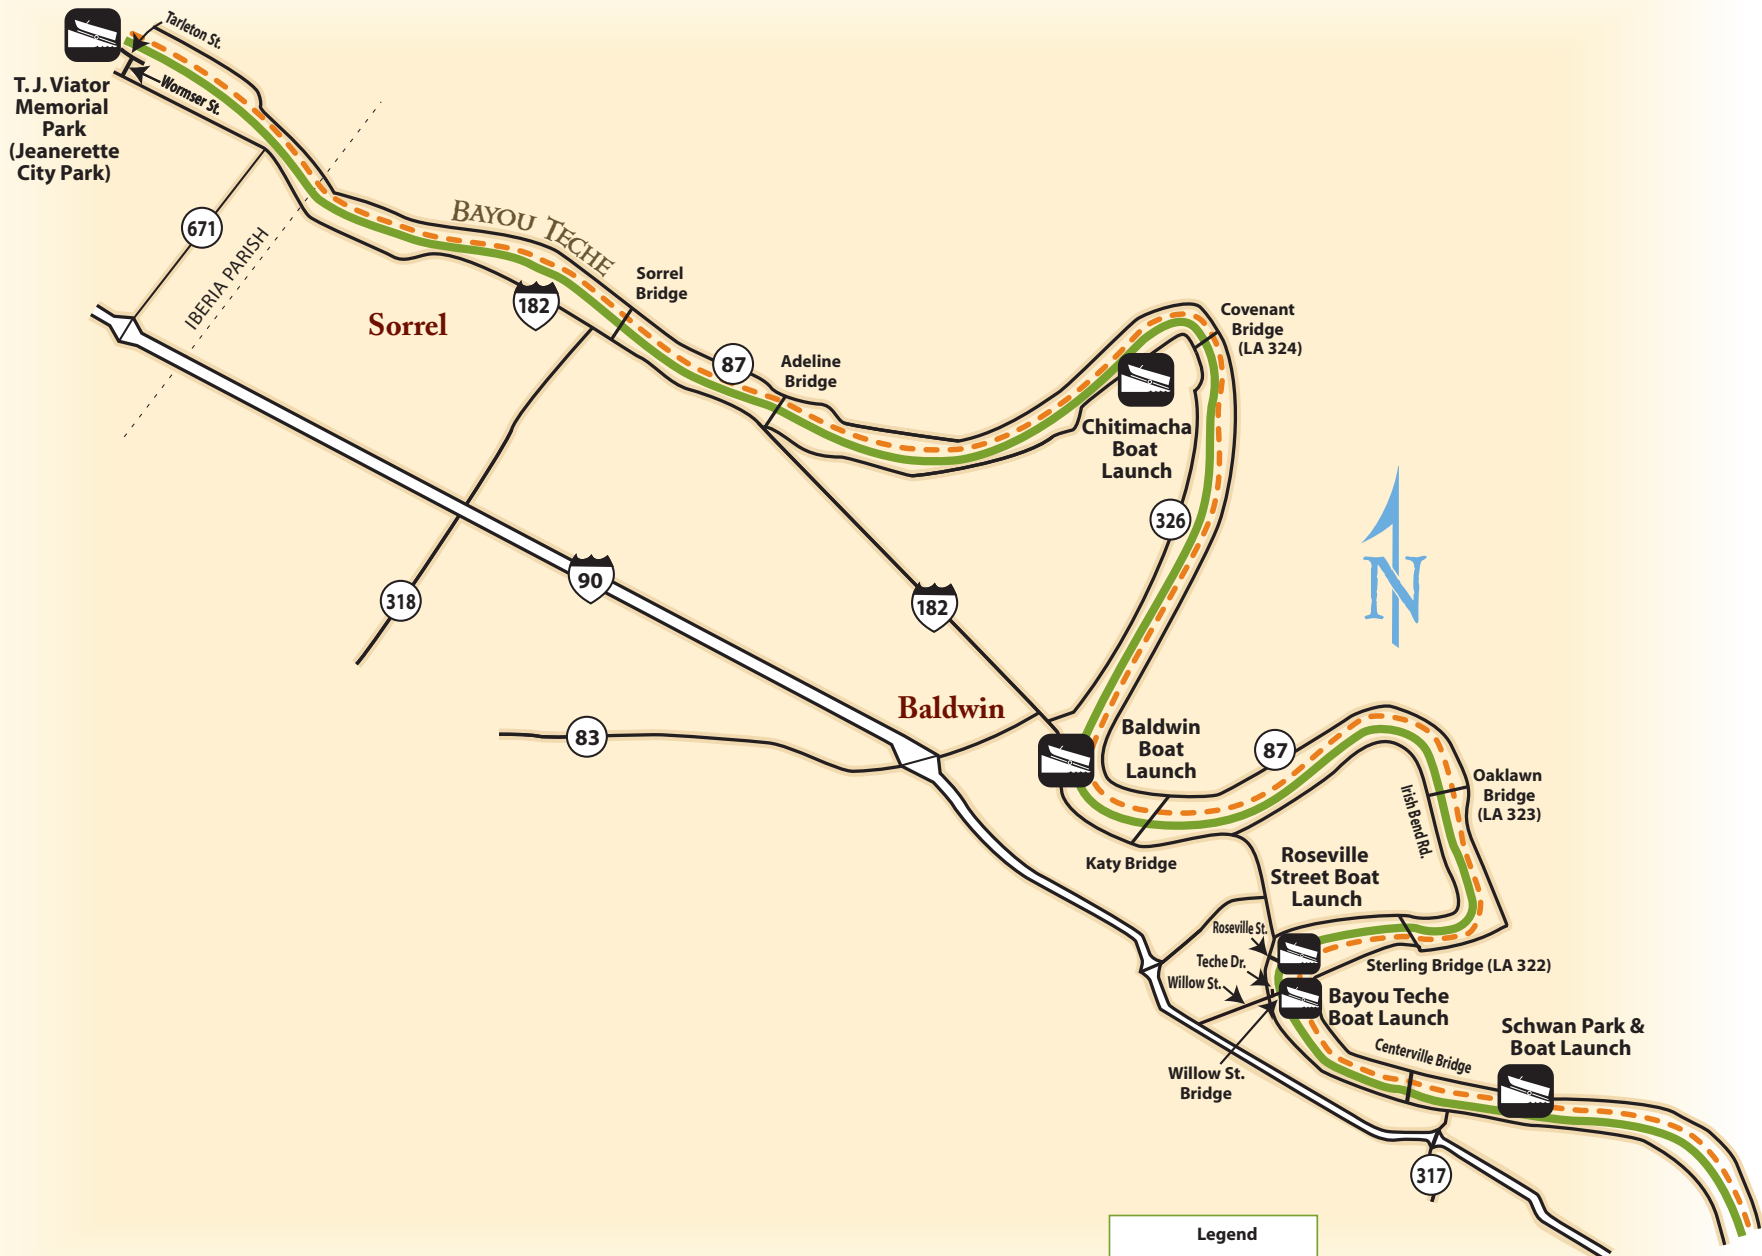 Tarleton St.
Wormser St.
T. J. Viator
Memorial
Park
(Jeanerette
City Park)
671
IBERIA PARISH
BAYOU TECHE
Sorrel
182
Sorrel
Bridge
87
Adeline
Bridge
Covenant
Bridge
(LA 324)
Chitimacha
Boat
Launch
326
318
90
182
N
Baldwin
83
Baldwin
Boat
Launch
87
Oaklawn
Bridge
(LA 323)
Irish Bend Rd.
Katy Bridge
Roseville
Street Boat
Launch
Roseville St.
Teche Dr.
Willow St.
Sterling Bridge (LA 322)
Bayou Teche
Boat Launch
Schwan Park &
Boat Launch
Centerville Bridge
Willow St.
Bridge
317
Legend